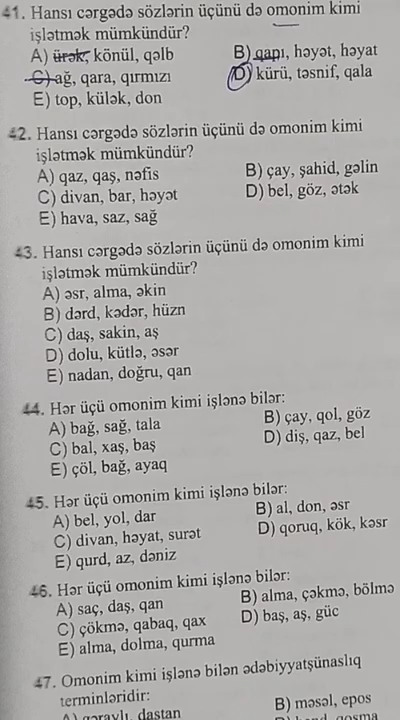 41. Hansı cərgədə sözlərin üçünü də omonim kimi
işlətmək mümkündür?
A) ürək, könül, qəlb
B) qapı, həyət, həyat
C) ağ, qara, qırmızı
D) kürü, təsnif, qala
E) top, külək, don
42. Hansı cərgədə sözlərin üçünü də omonim kimi
işlətmək mümkündür?
A) qaz, qaş, nəfis
B) çay, şahid, gəlin
C) divan, bar, həyət
D) bel, göz, ətək
E) hava, saz, sağ
43. Hansı cərgədə sözlərin üçünü də omonim kimi
işlətmək mümkündür?
A) əsr, alma, əkin
B) dərd, kədər, hüzn
C) daş, sakin, aş
D) dolu, kütlə, əsər
E) nadan, doğru, qan
44. Hər üçü omonim kimi işlənə bilər:
A) bağ, sağ, tala
B) çay, qol, göz
C) bal, xaş, baş
D) diş, qaz, bel
E) çöl, bağ, ayaq
45. Hər üçü omonim kimi işlənə bilər:
A) bel, yol, dar
B) al, don, əsr
C) divan, həyat, surət
D) qoruq, kök, kəsr
E) qurd, az, dəniz
46. Hər üçü omonim kimi işlənə bilər:
A) saç, daş, qan
B) alma, çəkmə, bölmə
C) çökmə, qabaq, qax
D) baş, aş, güc
E) alma, dolma, qurma
47. Omonim kimi işlənə bilən ədəbiyyatşünaslıq
terminləridir:
A) gəraylı, dastan
B) məsəl, epos